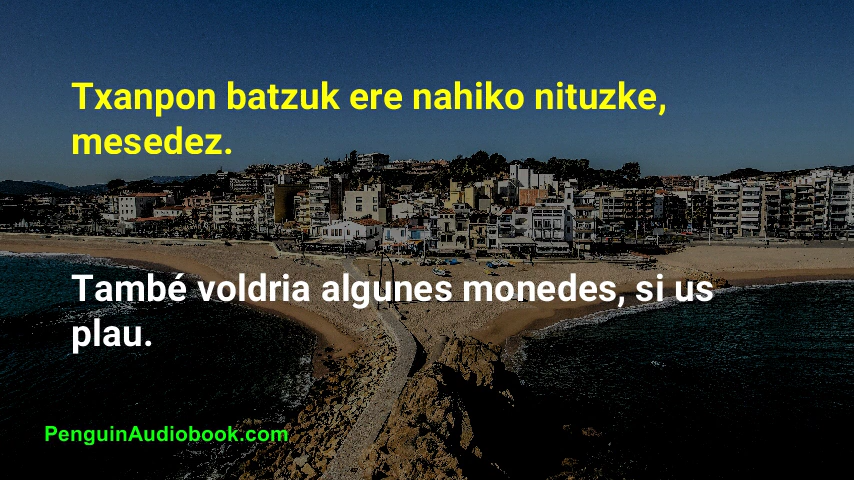 Txanpon batzuk ere nahiko nituzke,
mesedez.
També voldria algunes monedes, si us
plau.
PenguinAudiobook.com